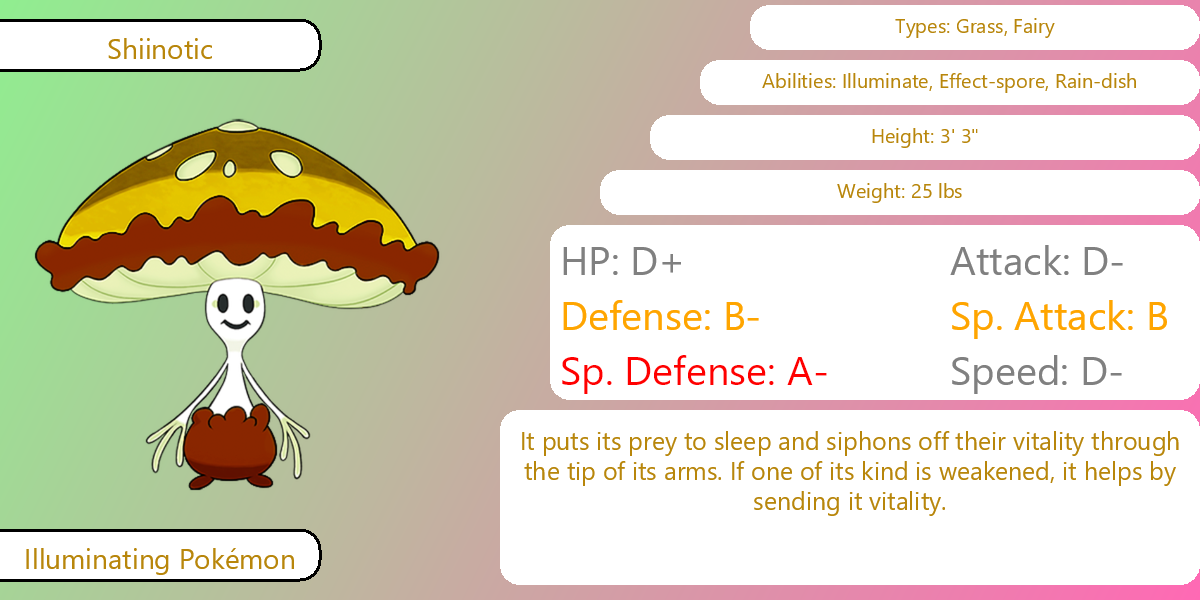 Shiinotic
Types: Grass, Fairy
Abilities: Illuminate, Effect-spore, Rain-dish
Height: 3' 3"
Weight: 25 lbs
HP: D+
Attack: D-
Defense: B-
Sp. Attack: B
Sp. Defense: A-
Speed: D-
It puts its prey to sleep and siphons off their vitality through
the tip of its arms. If one of its kind is weakened, it helps by
sending it vitality.
Illuminating Pokémon